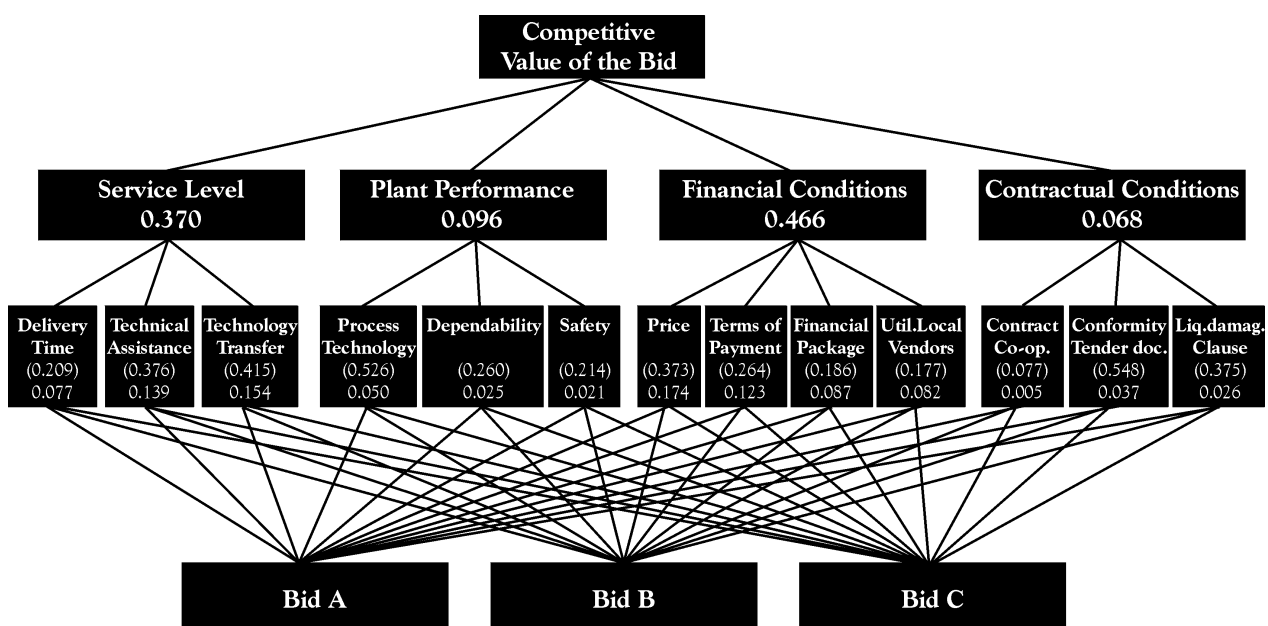 Competitive
Value of the Bid
Service Level
0.370
Plant Performance
0.096
Financial Conditions
0.466
Contractual Conditions
0.068
Delivery
Time
(0.209)
0.077
Technical
Assistance
(0.376)
0.139
Technology
Transfer
(0.415)
0.154
Process
Technology
(0.526)
0.050
Dependability
(0.260)
0.025
Safety
(0.214)
0.021
Price
(0.373)
0.174
Terms of
Payment
(0.264)
0.123
Financial
Package
(0.186)
0.087
Util.Local
Vendors
(0.177)
0.082
Contract
Co-op.
(0.077)
0.005
Conformity
Tender doc.
(0.548)
0.037
Liq.damag.
Clause
(0.375)
0.026
Bid A
Bid B
Bid C